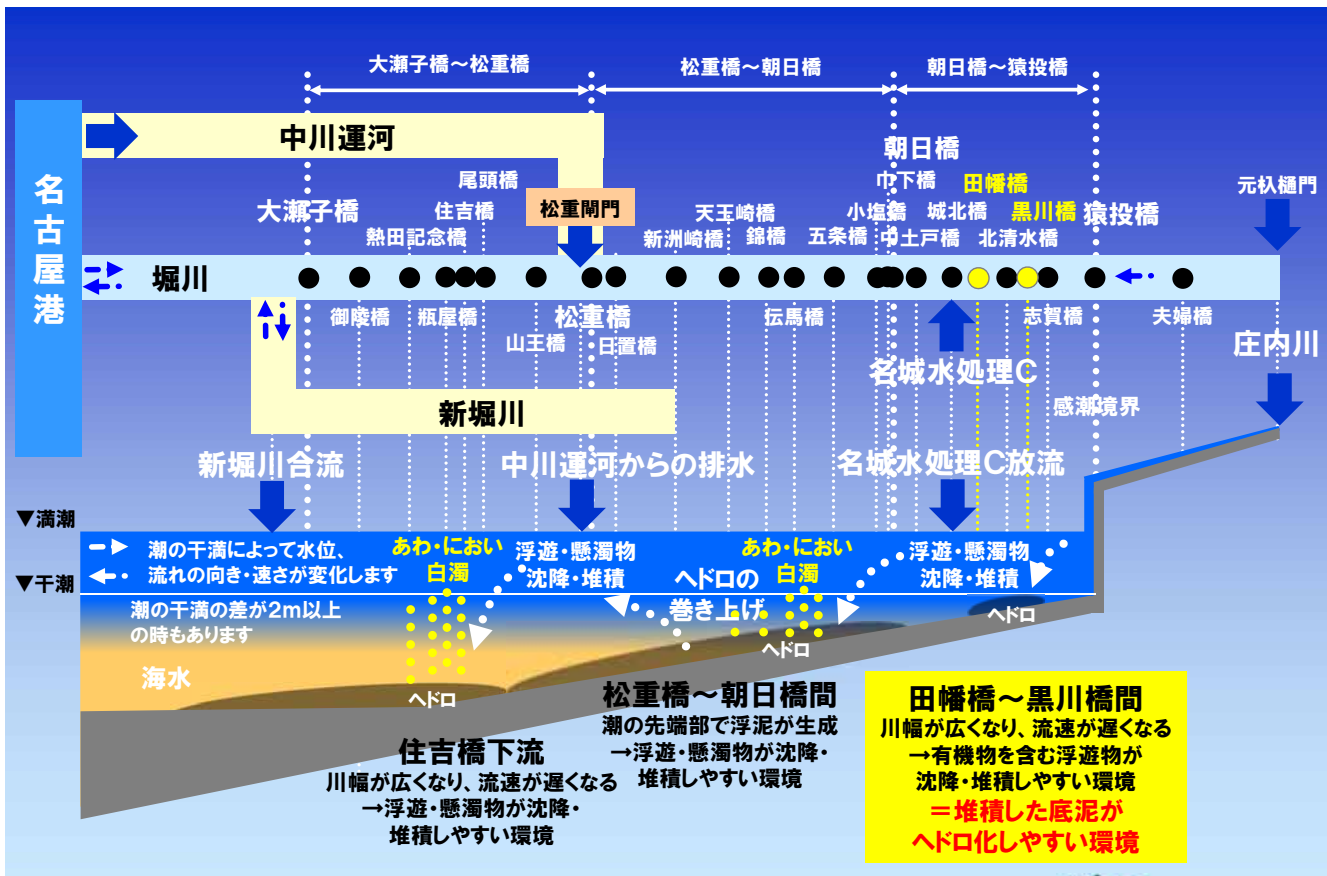 大瀬子橋～松重橋
松重橋～朝日橋
朝日橋～猿投橋
名古屋港
中川運河
朝日橋
尾頭橋
巾下橋
田幡橋
元杁樋門
大瀬子橋
住吉橋
松重閘門
天王崎橋
小塩橋
城北橋
黒川橋
猿投橋
熱田記念橋
新洲崎橋
錦橋
五条橋
中土戸橋
北清水橋
堀川
御陵橋
瓶屋橋
松重橋
伝馬橋
志賀橋
夫婦橋
山王橋
日置橋
庄内川
名城水処理C
新堀川
感潮境界
新堀川合流
中川運河からの排水
名城水処理C放流
▼満潮
潮の干満によって水位、
流れの向き・速さが変化します
あわ・におい
白濁
浮遊・懸濁物
沈降・堆積
ヘドロの
巻き上げ
あわ・におい
白濁
浮遊・懸濁物
沈降・堆積
▼干潮
潮の干満の差が2m以上
の時もあります
ヘドロ
ヘドロ
海水
ヘドロ
松重橋～朝日橋間
潮の先端部で浮泥が生成
→浮遊・懸濁物が沈降・
堆積しやすい環境
田幡橋～黒川橋間
川幅が広くなり、流速が遅くなる
→有機物を含む浮遊物が
沈降・堆積しやすい環境
＝堆積した底泥が
ヘドロ化しやすい環境
住吉橋下流
川幅が広くなり、流速が遅くなる
→浮遊・懸濁物が沈降・
堆積しやすい環境